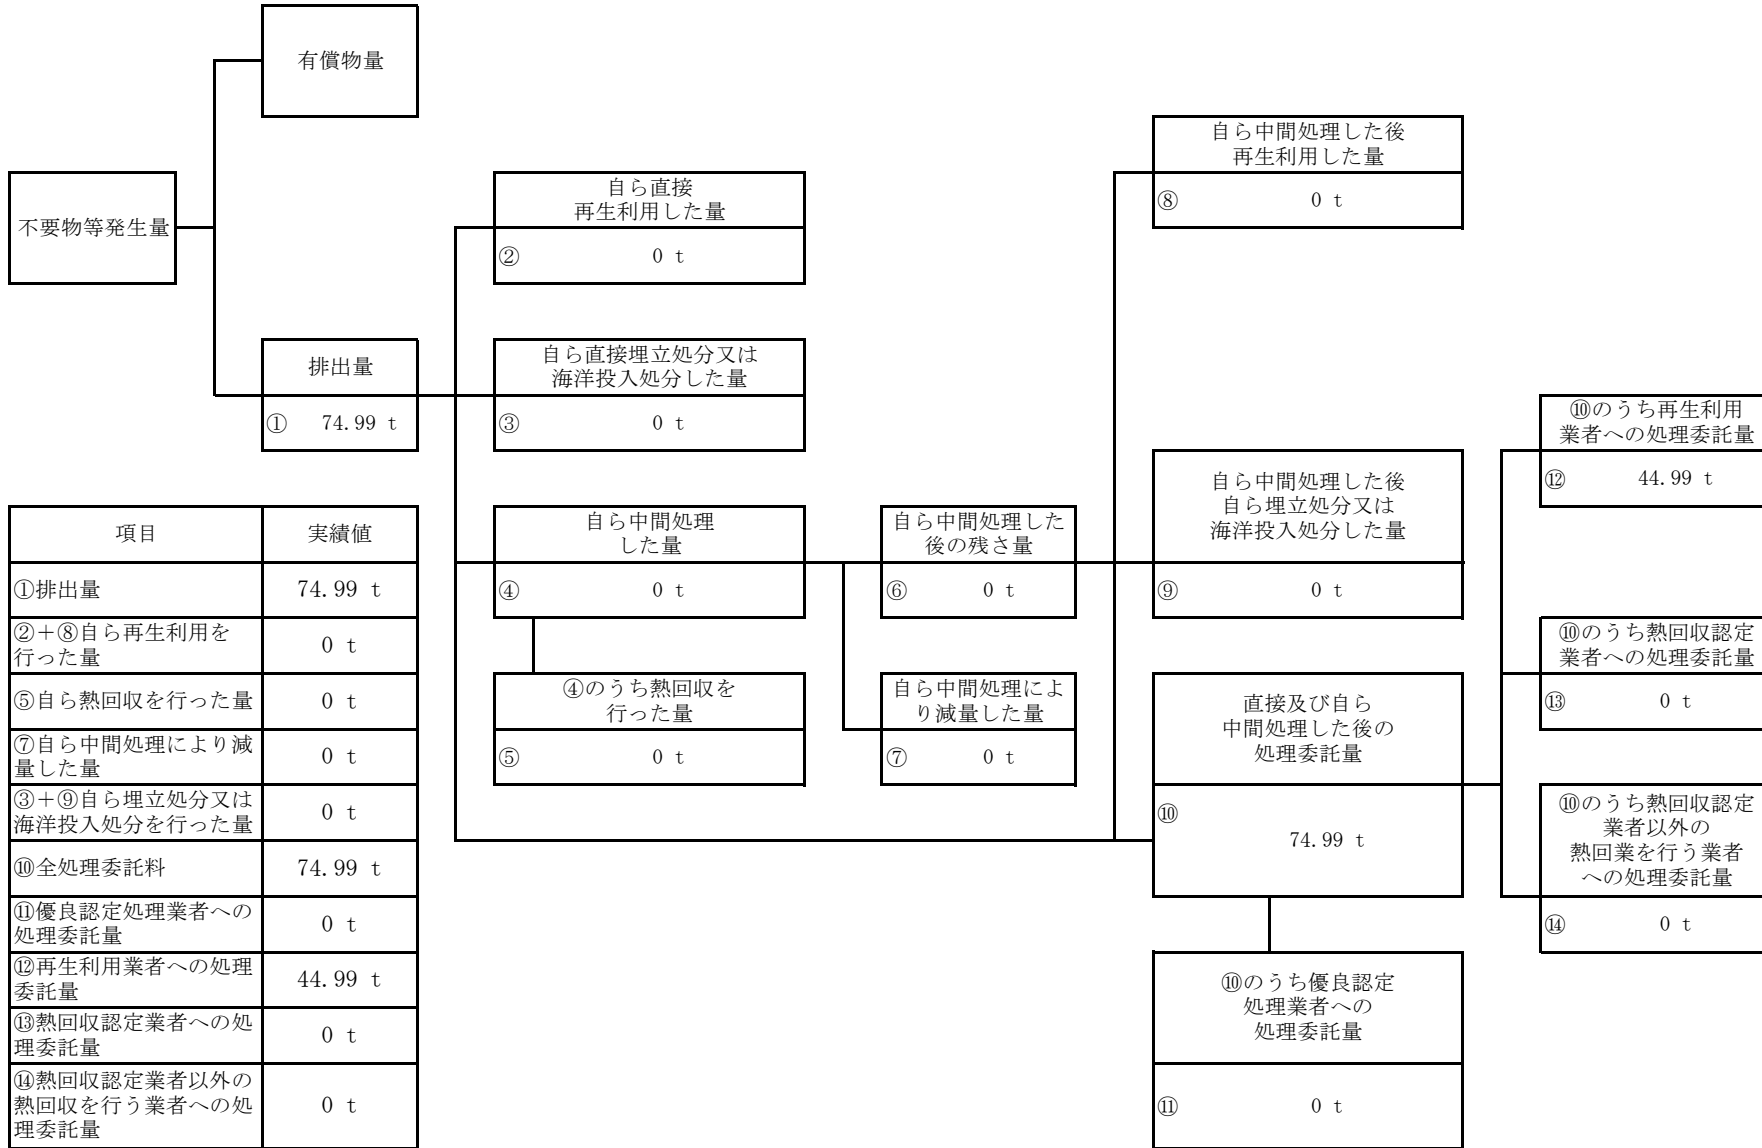 有償物量
不要物等発生量
排出量
① 74.99 t
自ら直接
再生利用した量
② 0 t
自ら直接埋立処分又は
海洋投入処分した量
③ 0 t
自ら中間処理
した量
④ 0 t
④のうち熱回収を
行った量
⑤ 0 t
自ら中間処理した
後の残さ量
⑥ 0 t
自ら中間処理によ
り減量した量
⑦ 0 t
自ら中間処理した後
再生利用した量
⑧ 0 t
自ら中間処理した後
自ら埋立処分又は
海洋投入処分した量
⑨ 0 t
直接及び自ら
中間処理した後の
処理委託量
⑩
74.99 t
⑩のうち優良認定
処理業者への
処理委託量
⑪ 0 t
⑩のうち再生利用
業者への処理委託量
⑫ 44.99 t
⑩のうち熱回収認定
業者への処理委託量
⑬ 0 t
⑩のうち熱回収認定
業者以外の
熱回業を行う業者
への処理委託量
⑭ 0 t
項目 実績値
①排出量 74.99 t
②+⑧自ら再生利用を
行った量 0 t
⑤自ら熱回収を行った量 0 t
⑦自ら中間処理により減
量した量 0 t
③+⑨自ら埋立処分又は
海洋投入処分を行った量 0 t
⑩全処理委託料 74.99 t
⑪優良認定処理業者への
処理委託量 0 t
⑫再生利用業者への処理
委託量 44.99 t
⑬熱回収認定業者への処
理委託量 0 t
⑭熱回収認定業者以外の
熱回収を行う業者への処
理委託量 0 t